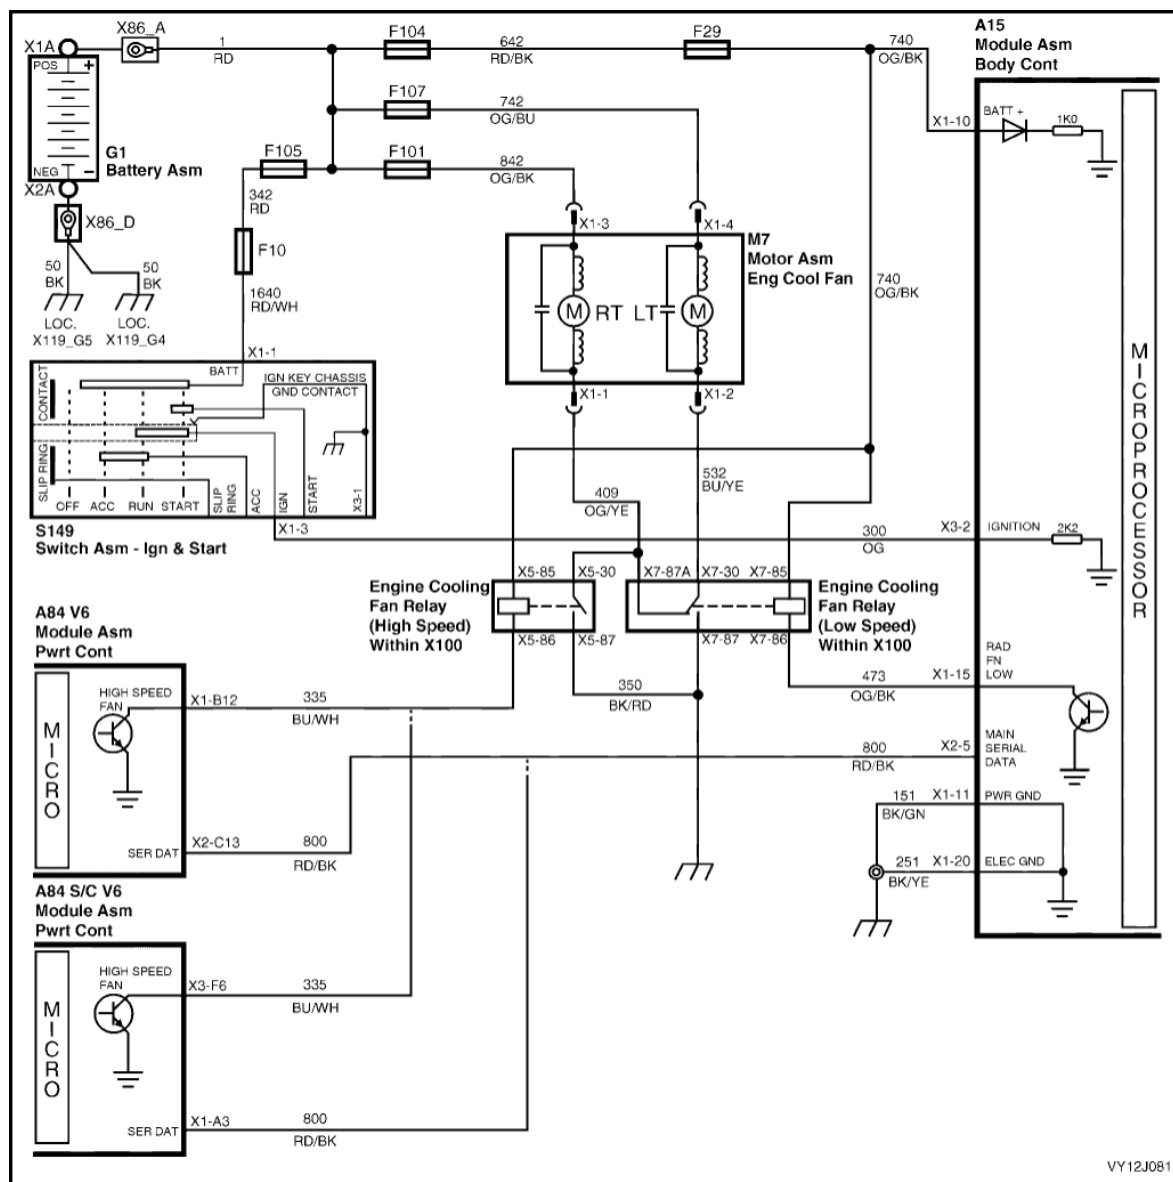 X1A
X86_A
1
RD
F104
642
RD/BK
F29
740
OG/BK
A15
Module Asm
Body Cont
POS
+
G1
Battery Asm
NEG
−
X2A
X86_D
50
BK
50
BK
LOC.
X119_G5
LOC.
X119_G4
F107
742
OG/BU
F105
F101
842
OG/BK
342
RD
F10
1640
RD/WH
X1-10
BATT +
1K0
X1-3
X1-4
M7
Motor Asm
Eng Cool Fan
M
RT
LT
M
X1-1
X1-2
740
OG/BK
MICROPROCESSOR
X1-1
BATT
CONTACT
IGN KEY CHASSIS
GND CONTACT
SLIP RING
OFF
ACC
RUN
START
SLIP
RING
ACC
IGN
START
X3-1
X1-3
S149
Switch Asm - Ign & Start
409
OG/YE
532
BU/YE
300
OG
X3-2
IGNITION
2K2
Engine Cooling
Fan Relay
(High Speed)
Within X100
X5-85
X5-30
X7-87A
X7-30
X7-85
X5-86
X5-87
X7-87
X7-86
Engine Cooling
Fan Relay
(Low Speed)
Within X100
A84 V6
Module Asm
Pwrt Cont
MICRO
HIGH SPEED
FAN
X1-B12
335
BU/WH
350
BK/RD
473
OG/BK
X1-15
RAD
FN
LOW
800
RD/BK
X2-5
MAIN
SERIAL
DATA
151
BK/GN
X1-11
PWR GND
251
BK/YE
X1-20
ELEC GND
SER DAT
X2-C13
800
RD/BK
A84 S/C V6
Module Asm
Pwrt Cont
MICRO
HIGH SPEED
FAN
X3-F6
335
BU/WH
SER DAT
X1-A3
800
RD/BK
VY12J081